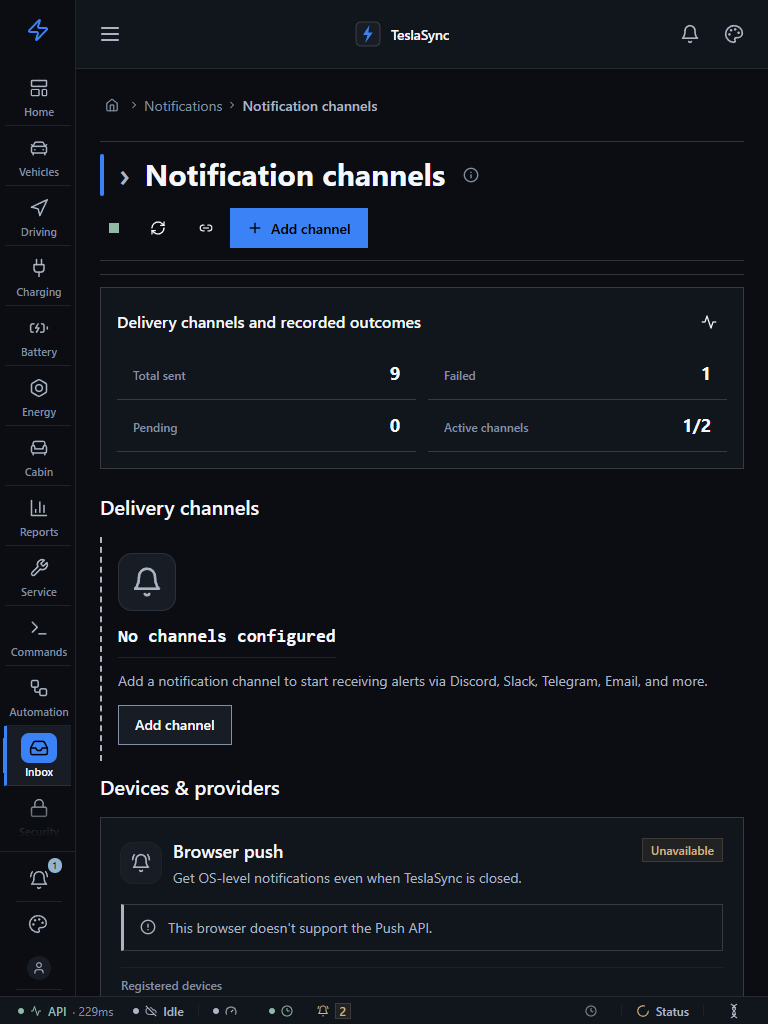 TeslaSync
Home
Vehicles
Driving
Charging
Battery
Energy
Cabin
Reports
Service
Commands
Automation
Inbox
Security
1
Notifications
Notification channels
Notification channels
Add channel
Delivery channels and recorded outcomes
Total sent 9
Failed 1
Pending 0
Active channels 1/2
Delivery channels
No channels configured
Add a notification channel to start receiving alerts via Discord, Slack, Telegram, Email, and more.
Add channel
Devices & providers
Browser push
Unavailable
Get OS-level notifications even when TeslaSync is closed.
This browser doesn't support the Push API.
Registered devices
API · 229ms
Idle
2
Status